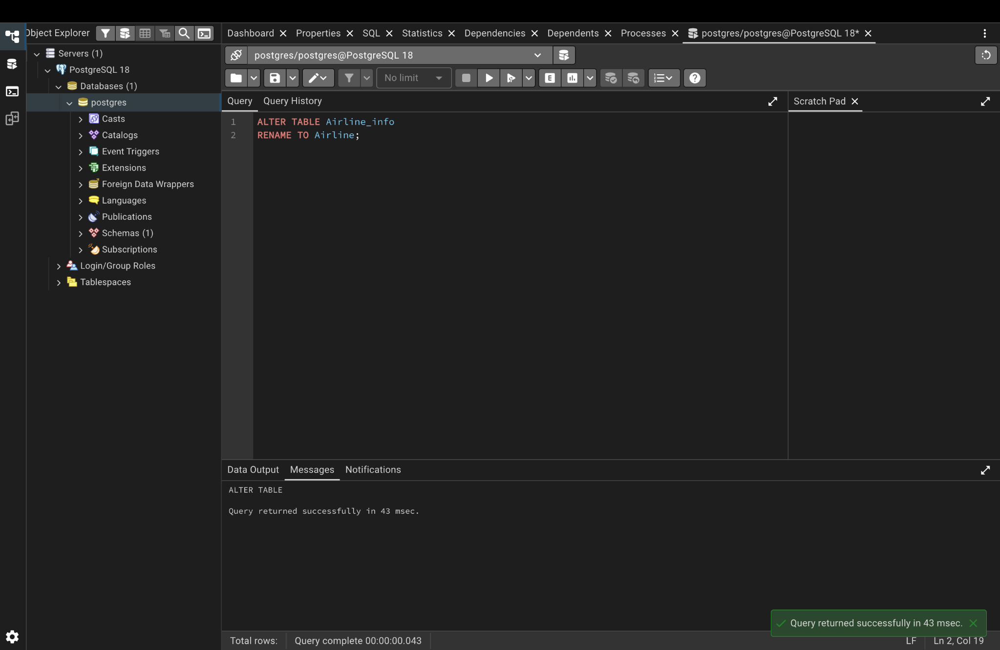 Object Explorer
Dashboard Properties SQL Statistics Dependencies Dependents Processes postgres/postgres@PostgreSQL 18*
Servers (1)
PostgreSQL 18
Databases (1)
postgres
Casts
Catalogs
Event Triggers
Extensions
Foreign Data Wrappers
Languages
Publications
Schemas (1)
Subscriptions
Login/Group Roles
Tablespaces
postgres/postgres@PostgreSQL 18
No limit
E
Query Query History
Scratch Pad
1 ALTER TABLE Airline_info
2 RENAME TO Airline;
Data Output Messages Notifications
ALTER TABLE
Query returned successfully in 43 msec.
Query returned successfully in 43 msec.
Total rows: Query complete 00:00:00.043 LF Ln 2, Col 19